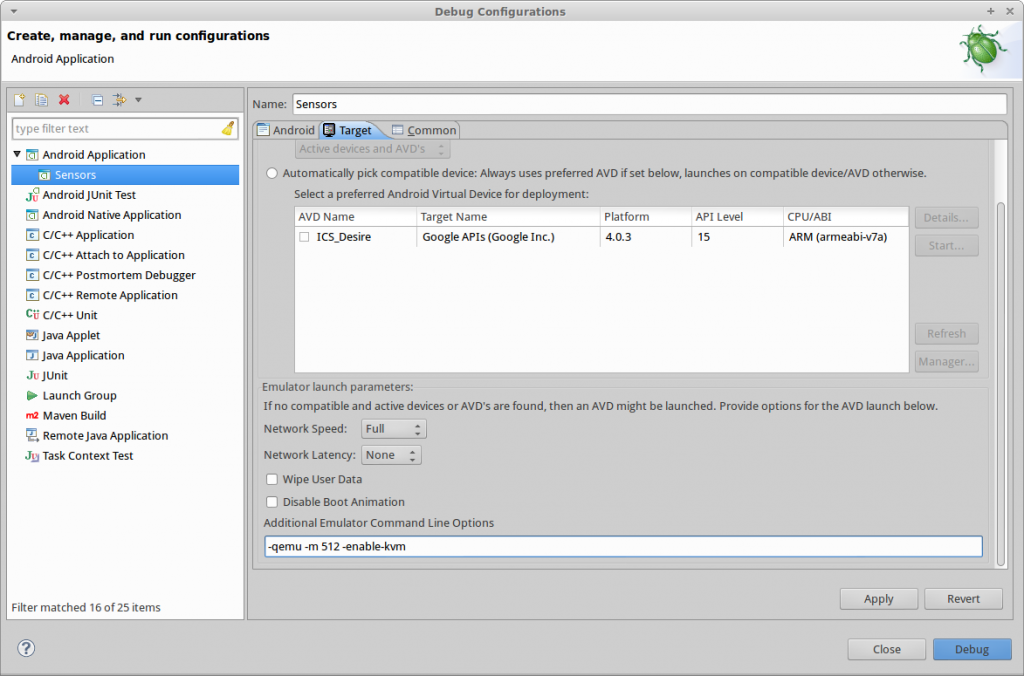 Debug Configurations
Create, manage, and run configurations
Android Application
type filter text
Android Application
Sensors
Android JUnit Test
Android Native Application
C/C++ Application
C/C++ Attach to Application
C/C++ Postmortem Debugger
C/C++ Remote Application
C/C++ Unit
Java Applet
Java Application
JUnit
Launch Group
Maven Build
Remote Java Application
Task Context Test
Filter matched 16 of 25 items
Name: Sensors
Android Target Common
Active devices and AVD's
Automatically pick compatible device: Always uses preferred AVD if set below, launches on compatible device/AVD otherwise.
Select a preferred Android Virtual Device for deployment:
AVD Name Target Name Platform API Level CPU/ABI
ICS_Desire Google APIs (Google Inc.) 4.0.3 15 ARM (armeabi-v7a)
Details...
Start...
Refresh
Manager...
Emulator launch parameters:
If no compatible and active devices or AVD's are found, then an AVD might be launched. Provide options for the AVD launch below.
Network Speed: Full
Network Latency: None
Wipe User Data
Disable Boot Animation
Additional Emulator Command Line Options
-qemu -m 512 -enable-kvm
Apply Revert
Close Debug